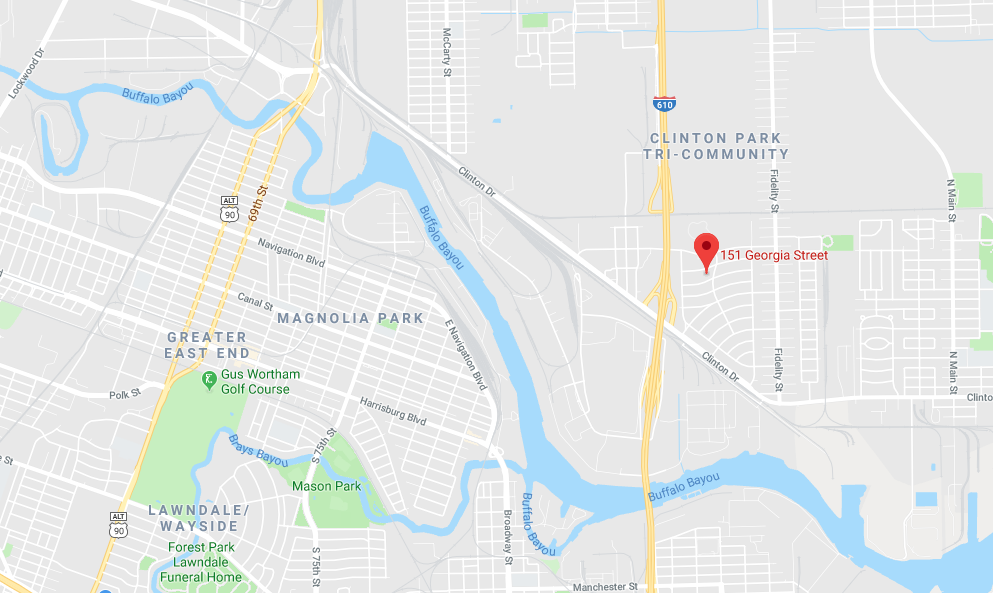 Lockwood Dr
McCarty St
Buffalo Bayou
610
CLINTON PARK
TRI-COMMUNITY
Clinton Dr
Fidelity St
N Main St
ALT
90
69th St
Buffalo Bayou
Navigation Blvd
151 Georgia Street
Canal St
MAGNOLIA PARK
E Navigation Blvd
GREATER
EAST END
Gus Wortham
Golf Course
Clinton Dr
Fidelity St
N Main St
Polk St
Harrisburg Blvd
Clinto
S 75th St
Brays Bayou
e St
Mason Park
Buffalo Bayou
LAWNDALE/
WAYSIDE
ALT
90
Broadway St
Buffalo Bayou
Forest Park
Lawndale
Funeral Home
S 75th St
Manchester St